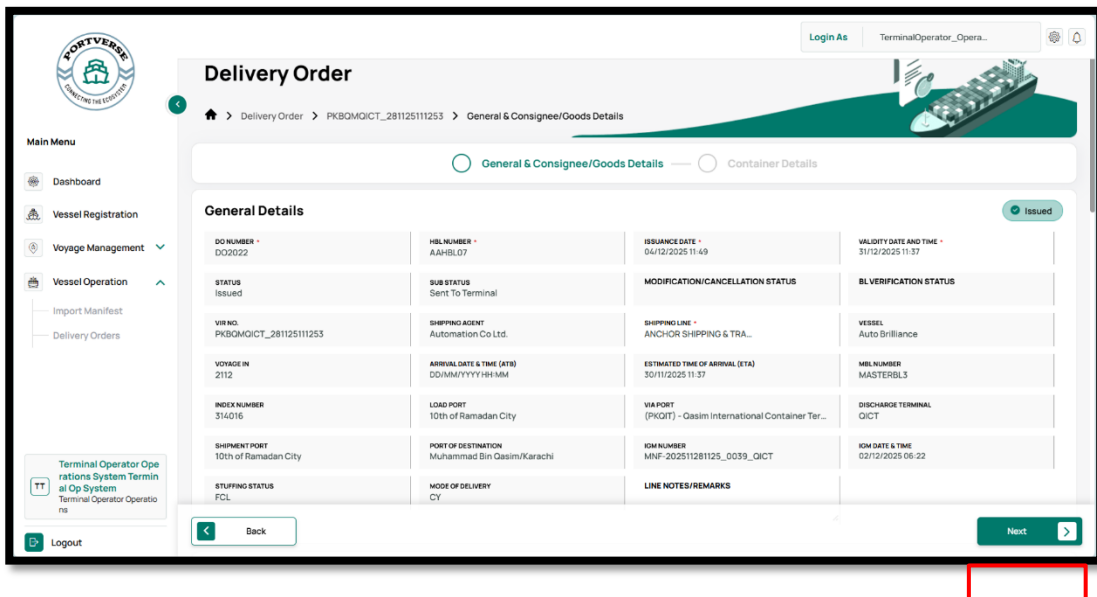 PORTVERSE
CONNECTING THE ECOSYSTEM
Login As TerminalOperator_Opera...
Delivery Order
Delivery Order > PKBQMQICT_281125111253 > General & Consignee/Goods Details
Main Menu
Dashboard
Vessel Registration
Voyage Management
Vessel Operation
Import Manifest
Delivery Orders
General & Consignee/Goods Details
Container Details
General Details
Issued
DO NUMBER *
DO2022
HBL NUMBER *
AAHBL07
ISSUANCE DATE *
04/12/2025 11:49
VALIDITY DATE AND TIME *
31/12/2025 11:37
STATUS
Issued
SUB STATUS
Sent To Terminal
MODIFICATION/CANCELLATION STATUS
BL VERIFICATION STATUS
VIR NO.
PKBQMQICT_281125111253
SHIPPING AGENT
Automation Co Ltd.
SHIPPING LINE *
ANCHOR SHIPPING & TRA...
VESSEL
Auto Brilliance
VOYAGE IN
2112
ARRIVAL DATE & TIME (ATB)
DD/MM/YYYY HH:MM
ESTIMATED TIME OF ARRIVAL (ETA)
30/11/2025 11:37
MBL NUMBER
MASTERBL3
INDEX NUMBER
314016
LOAD PORT
10th of Ramadan City
VIA PORT
(PKQIT) - Qasim International Container Ter...
DISCHARGE TERMINAL
QICT
SHIPMENT PORT
10th of Ramadan City
PORT OF DESTINATION
Muhammad Bin Qasim/Karachi
IGM NUMBER
MNF-202511281125_0039_QICT
IGM DATE & TIME
02/12/2025 06:22
STUFFING STATUS
FCL
MODE OF DELIVERY
CY
LINE NOTES/REMARKS
TT
Terminal Operator Ope
rations System Termin
al Op System
Terminal Operator Operatio
ns
Logout
Back
Next